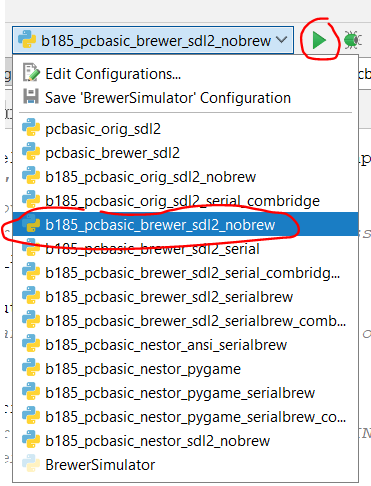 b185_pcbasic_brewer_sdl2_nobrew
Edit Configurations...
Save 'BrewerSimulator' Configuration
pcbasic_orig_sdl2
pcbasic_brewer_sdl2
b185_pcbasic_orig_sdl2_nobrew
b185_pcbasic_orig_sdl2_serial_combridge
b185_pcbasic_brewer_sdl2_nobrew
b185_pcbasic_brewer_sdl2_serial
b185_pcbasic_brewer_sdl2_serial_combridg...
b185_pcbasic_brewer_sdl2_serialbrew
b185_pcbasic_brewer_sdl2_serialbrew_comb...
b185_pcbasic_nestor_ansi_serialbrew
b185_pcbasic_nestor_pygame
b185_pcbasic_nestor_pygame_serialbrew
b185_pcbasic_nestor_pygame_serialbrew_co...
b185_pcbasic_nestor_sdl2_nobrew
BrewerSimulator